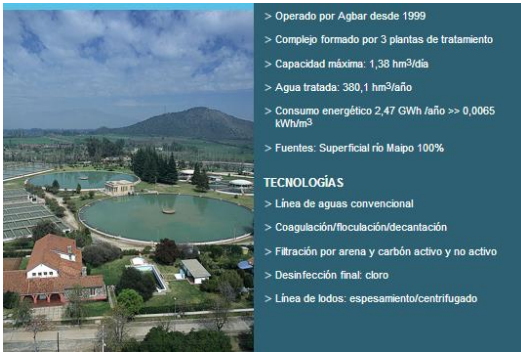 > Operado por Agbar desde 1999
> Complejo formado por 3 plantas de tratamiento
> Capacidad máxima: 1,38 hm3/día
> Agua tratada: 380,1 hm3/año
> Consumo energético 2,47 GWh /año >> 0,0065
kWh/m3
> Fuentes: Superficial río Maipo 100%
TECNOLOGÍAS
> Línea de aguas convencional
> Coagulación/floculación/decantación
> Filtración por arena y carbón activo y no activo
> Desinfección final: cloro
> Línea de lodos: espesamiento/centrifugado